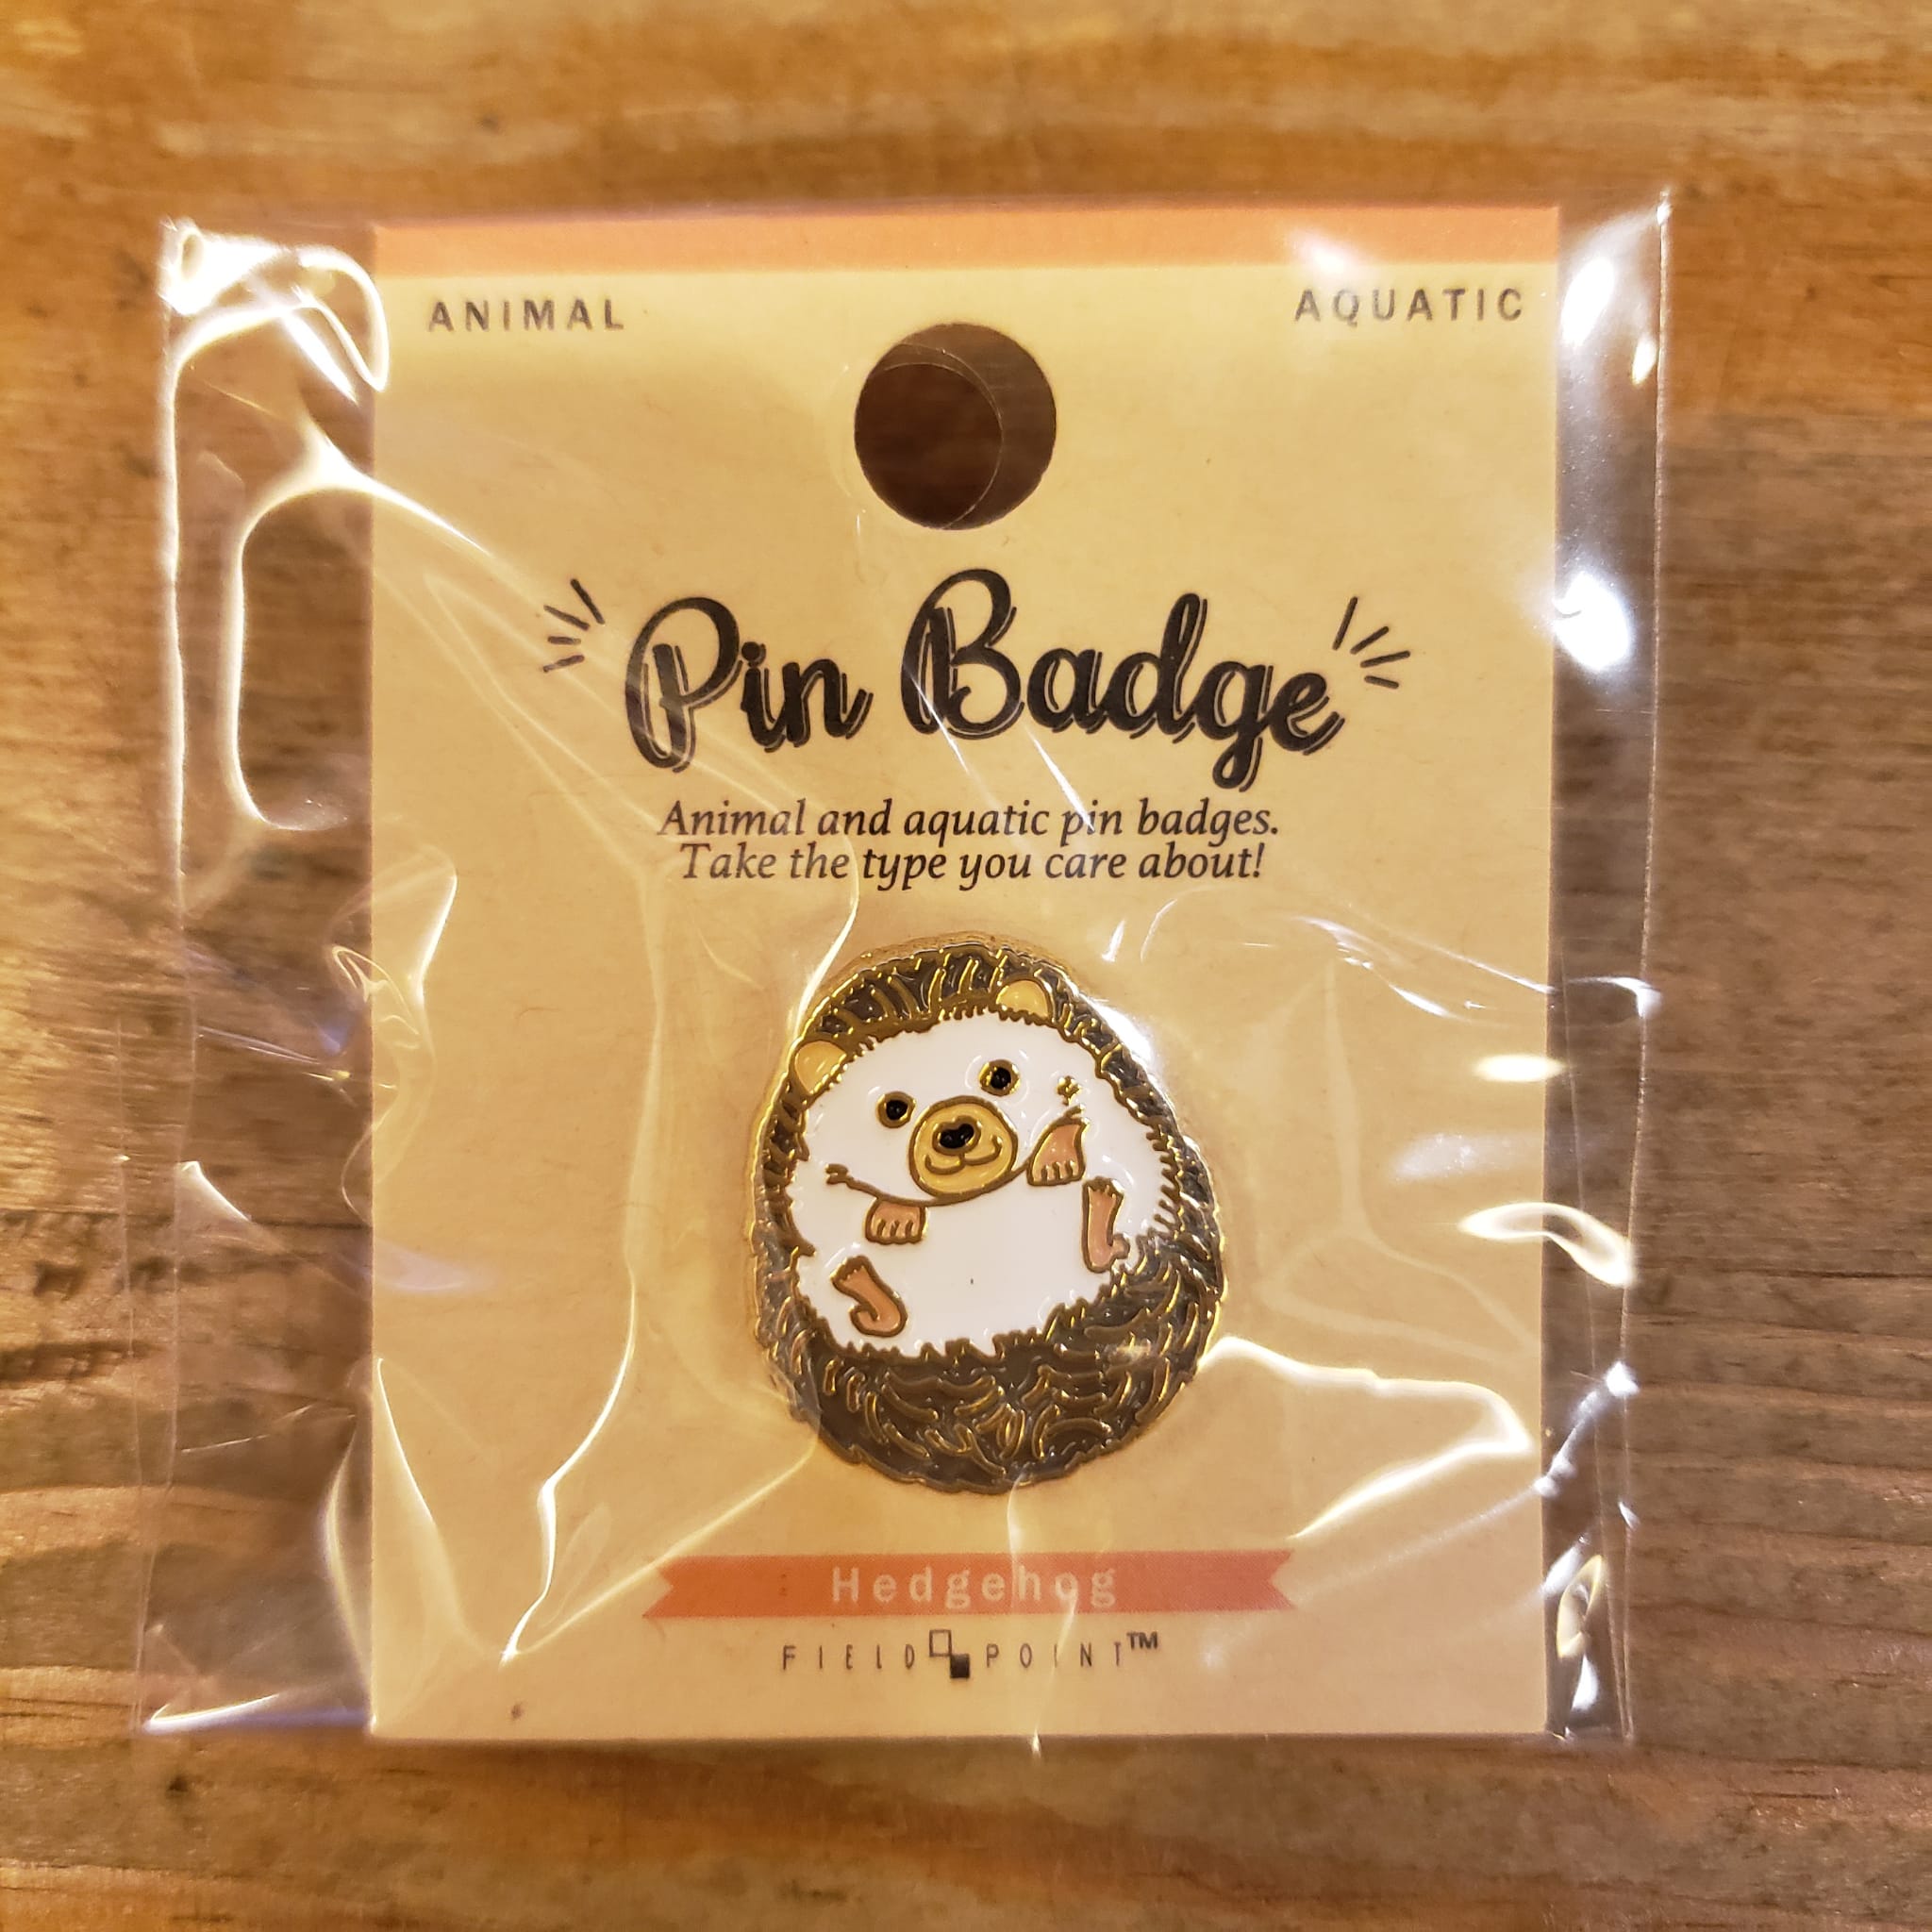 ANIMAL AQUATIC
Pin Badge
Animal and aquatic pin badges.
Take the type you care about!
Hedgehog
FIELD POINT™